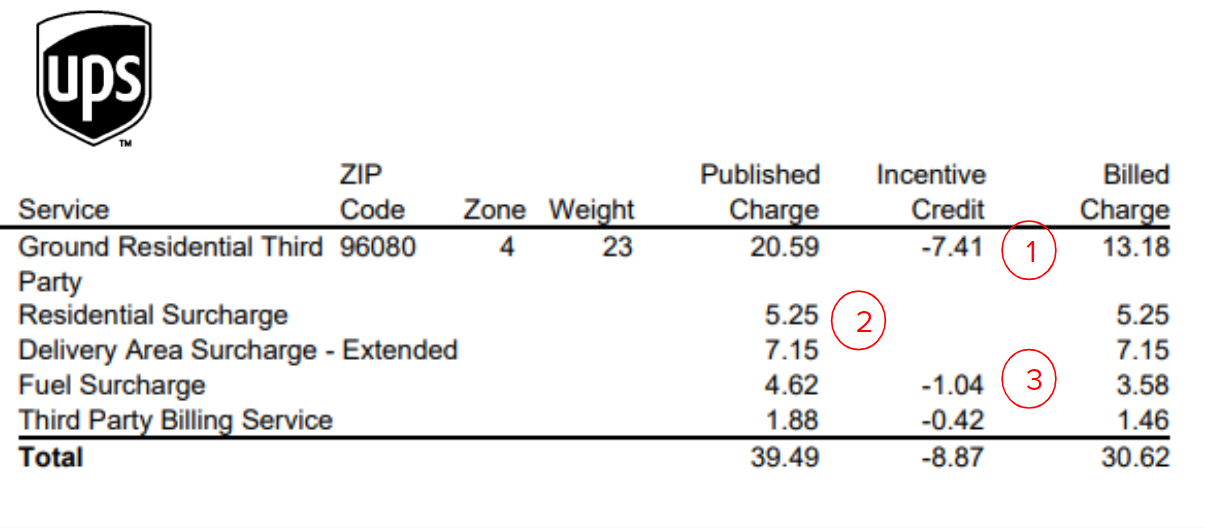 ups
TM
ZIP Published Incentive Billed
Service Code Zone Weight Charge Credit Charge
Ground Residential Third 96080 4 23 20.59 -7.41 1 13.18
Party
Residential Surcharge 5.25 2 5.25
Delivery Area Surcharge - Extended 7.15 7.15
Fuel Surcharge 4.62 -1.04 3 3.58
Third Party Billing Service 1.88 -0.42 1.46
Total 39.49 -8.87 30.62